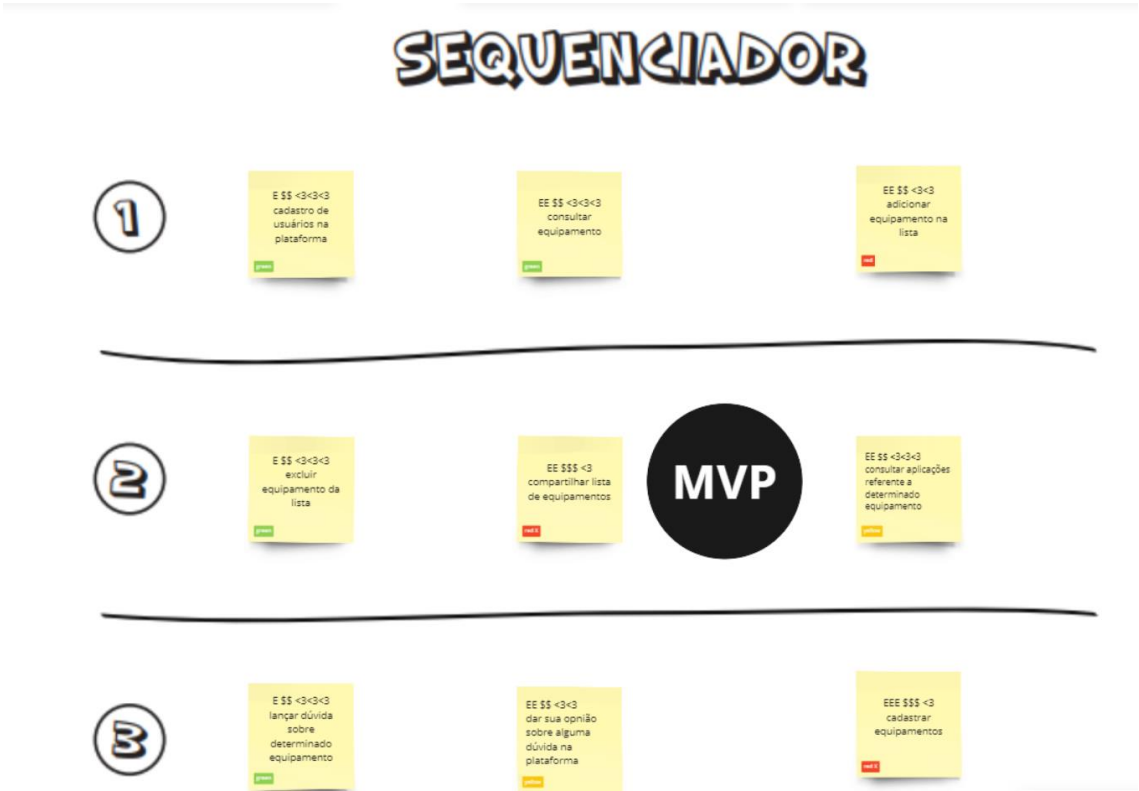 SEQUENCIADOR
1
E $$ <3<3<3
cadastro de
usuários na
plataforma
green
EE $$ <3<3<3
consultar
equipamento
green
EE $$ <3<3
adicionar
equipamento na
lista
red
2
E $$ <3<3<3
excluir
equipamento da
lista
green
EE $$$ <3
compartilhar lista
de equipamentos
red X
MVP
EE $$ <3<3<3
consultar aplicações
referente a
determinado
equipamento
yellow
3
E $$ <3<3<3
lançar dúvida
sobre
determinado
equipamento
green
EE $$ <3<3
dar sua opnião
sobre alguma
dúvida na
plataforma
yellow
EEE $$$ <3
cadastrar
equipamentos
red X